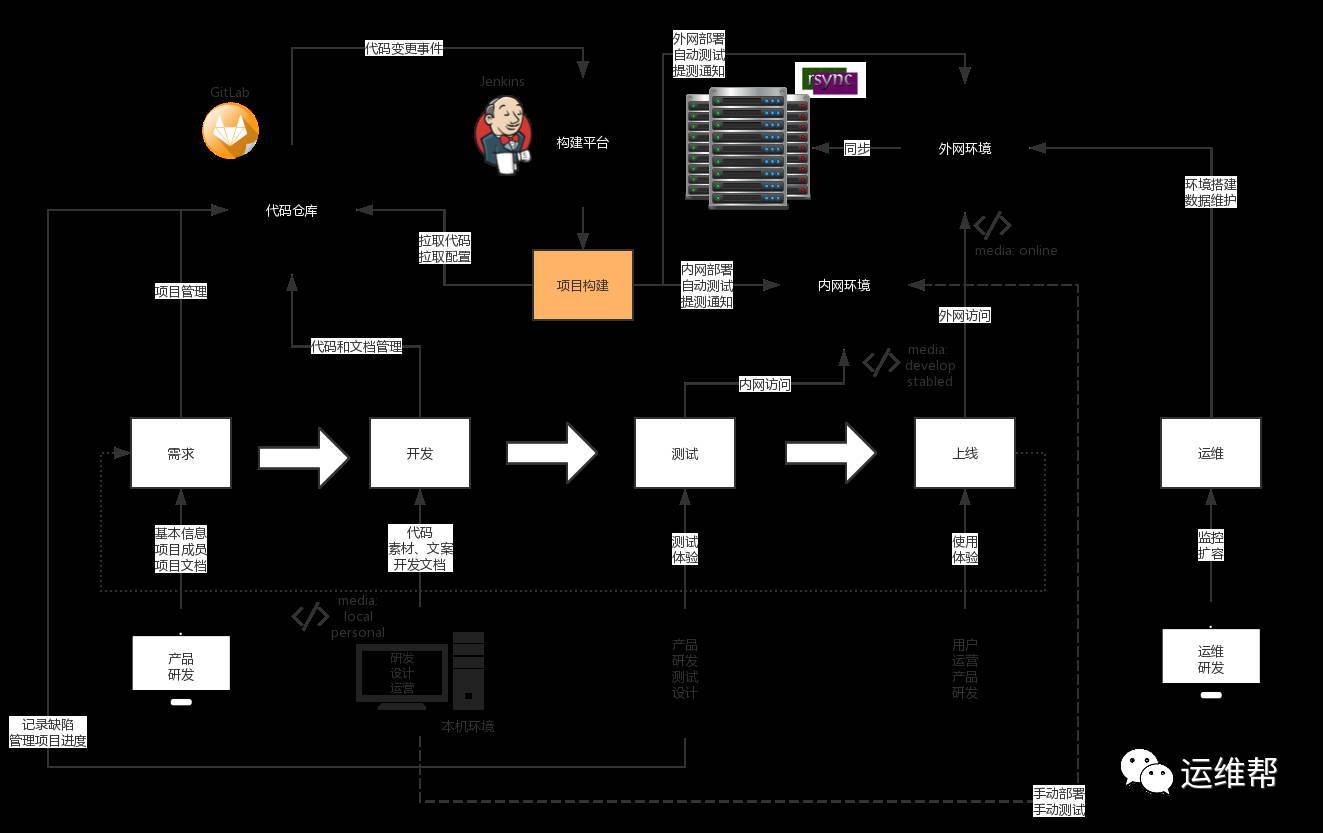 代码变更事件
外网部署
自动测试
提测通知
rsync
GitLab
Jenkins
构建平台
同步
外网环境
环境搭建
数据维护
代码仓库
拉取代码
拉取配置
media: online
项目管理
项目构建
内网部署
自动测试
提测通知
内网环境
外网访问
代码和文档管理
内网访问
media:
develop
stabled
需求
开发
测试
上线
运维
基本信息
项目成员
项目文档
代码
素材、文案
开发文档
测试
体验
使用
体验
监控
扩容
media:
local
personal
产品
研发
研发
设计
运营
本机环境
产品
研发
测试
设计
用户
运营
产品
研发
运维
研发
记录缺陷
管理项目进度
手动部署
手动测试
运维帮